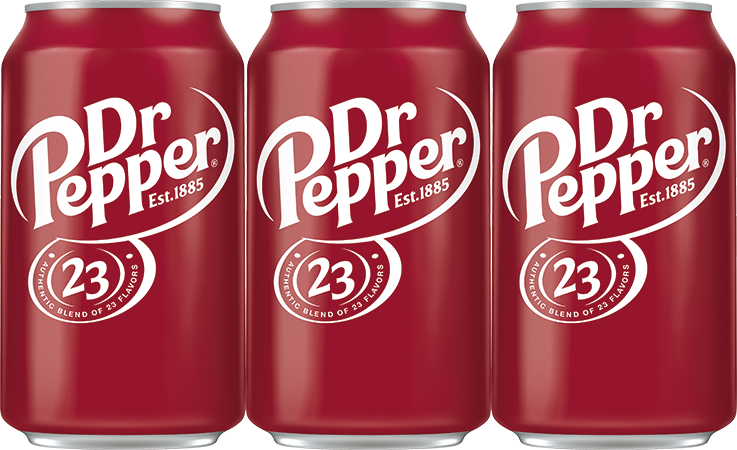 Dr
Pepper®
Est.1885
23
• AUTHENTIC BLEND OF 23 FLAVORS •
Dr
Pepper®
Est.1885
23
• AUTHENTIC BLEND OF 23 FLAVORS •
Dr
Pepper®
Est.1885
23
• AUTHENTIC BLEND OF 23 FLAVORS •